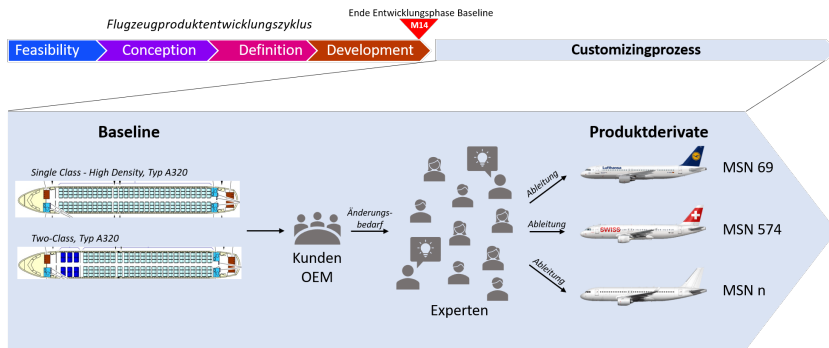 Ende Entwicklungsphase Baseline
Flugzeugproduktentwicklungszyklus
M14
Feasibility
Conception
Definition
Development
Customizingprozess
Baseline
Produktderivate
Single Class - High Density, Typ A320
Two-Class, Typ A320
Kunden
OEM
Änderungs-
bedarf
Experten
Ableitung
Lufthansa
MSN 69
Ableitung
SWISS
MSN 574
Ableitung
MSN n